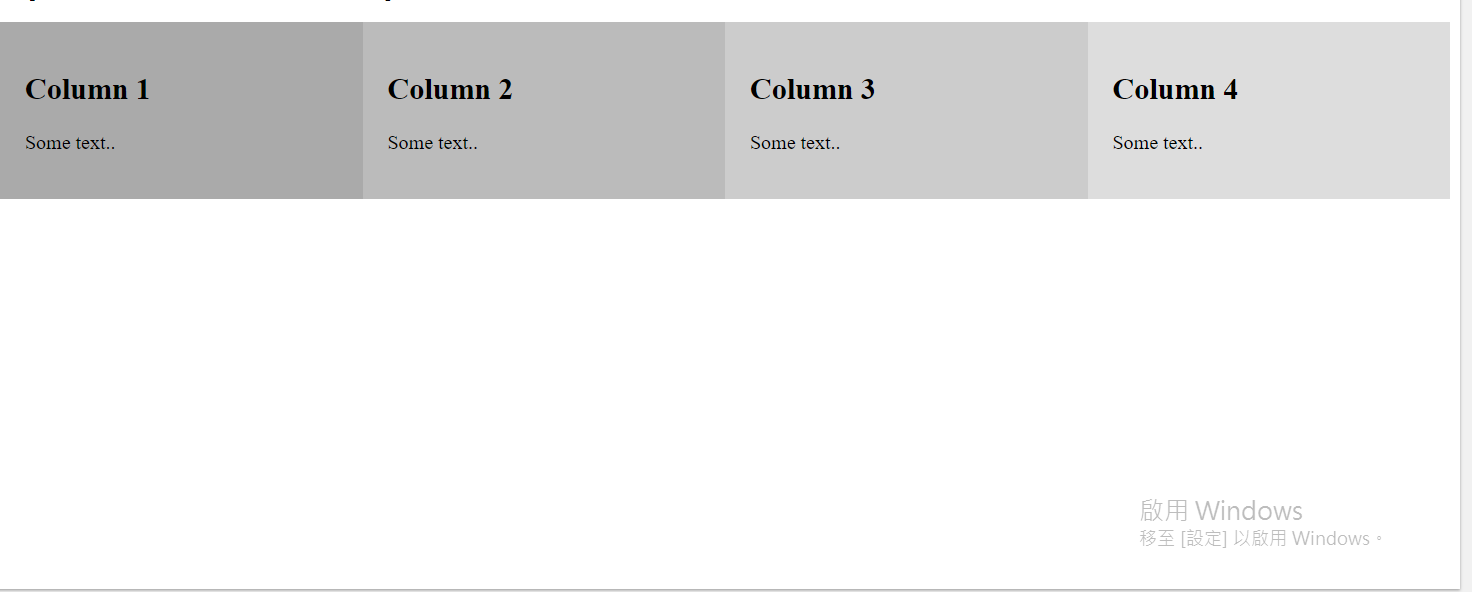 Column 1
Some text..
Column 2
Some text..
Column 3
Some text..
Column 4
Some text..
啟用 Windows
移至 [設定] 以啟用 Windows。